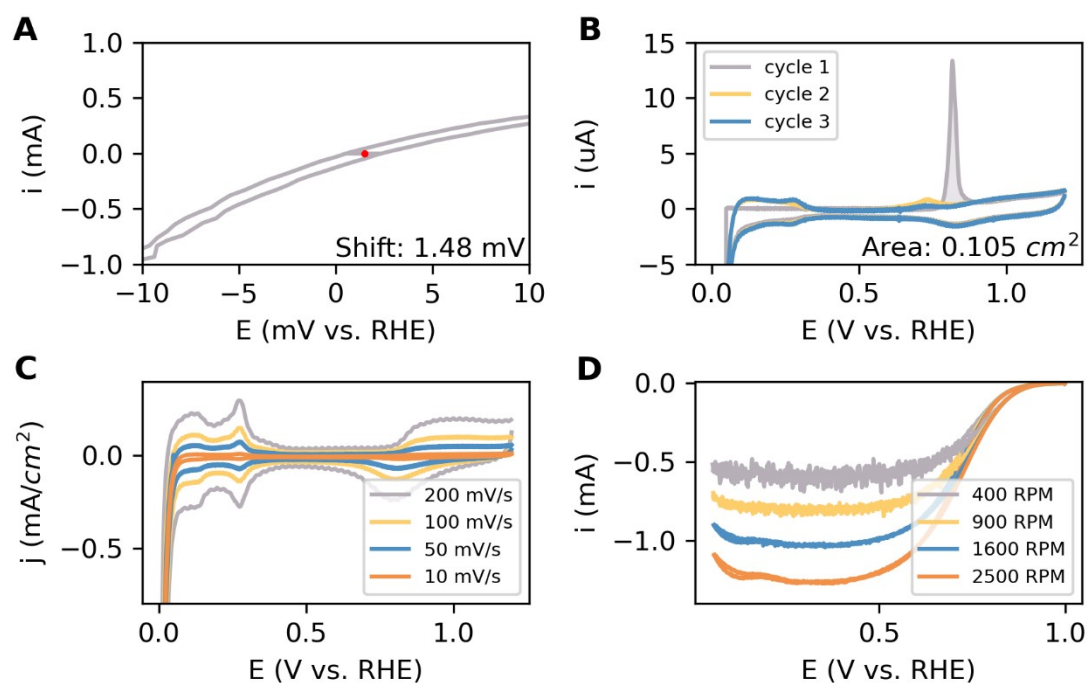 A
i (mA)
1.0
0.5
0.0
−0.5
−1.0
Shift: 1.48 mV
−10
−5
0
5
10
E (mV vs. RHE)
B
i (uA)
15
10
5
0
−5
cycle 1
cycle 2
cycle 3
Area: 0.105 cm²
0.0
0.5
1.0
E (V vs. RHE)
C
j (mA/cm²)
0.0
−0.5
200 mV/s
100 mV/s
50 mV/s
10 mV/s
0.0
0.5
1.0
E (V vs. RHE)
D
i (mA)
0.0
−0.5
−1.0
400 RPM
900 RPM
1600 RPM
2500 RPM
0.5
1.0
E (V vs. RHE)